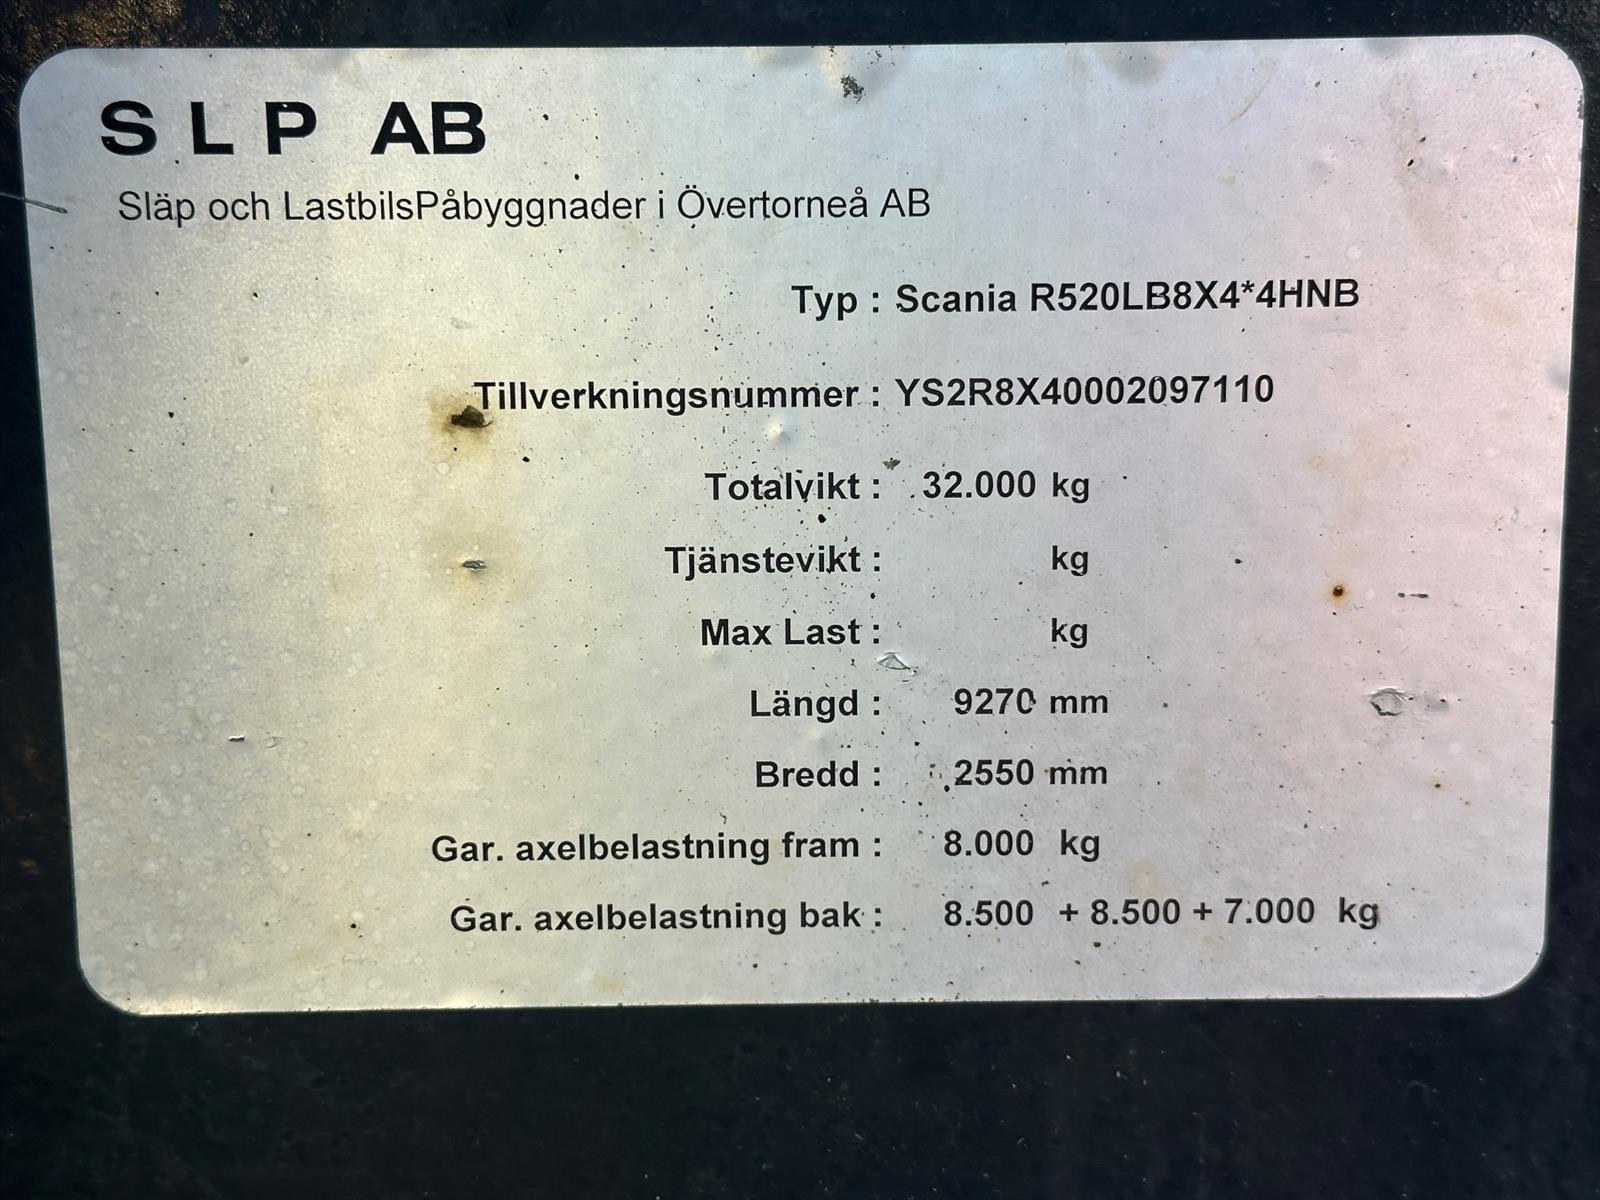 S L P AB
Släp och LastbilsPåbyggnader i Övertorneå AB
Typ : Scania R520LB8X4*4HNB
Tillverkningsnummer : YS2R8X40002097110
Totalvikt : 32.000 kg
Tjänstevikt : kg
Max Last : kg
Längd : 9270 mm
Bredd : 2550 mm
Gar. axelbelastning fram : 8.000 kg
Gar. axelbelastning bak : 8.500 + 8.500 + 7.000 kg